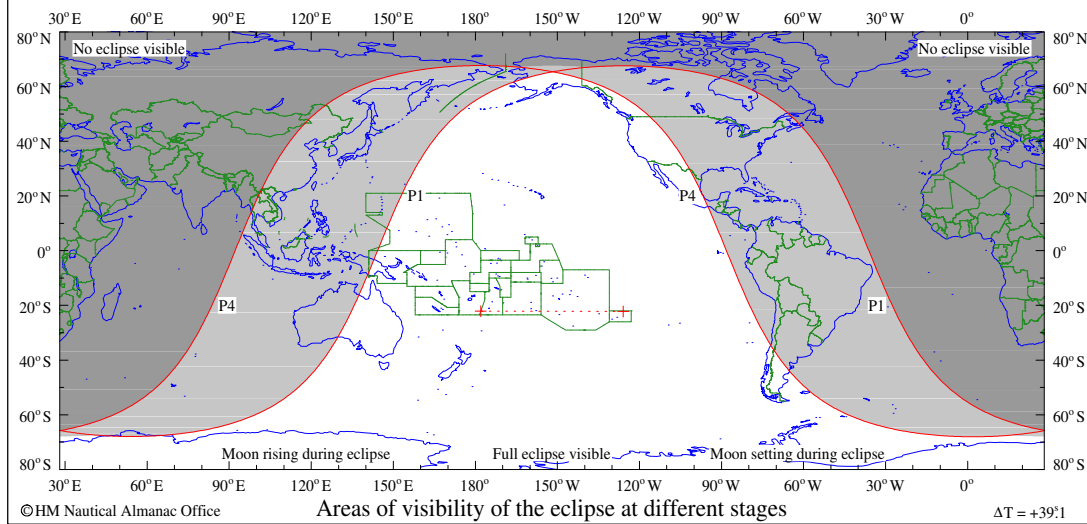 30° E 60° E 90° E 120° E 150° E 180° 150° W 120° W 90° W 60° W 30° W 0°
80° N 80° N
No eclipse visible No eclipse visible
60° N 60° N
40° N 40° N
20° N P1 P4 20° N
0° 0°
20° S P4 P1 20° S
40° S 40° S
60° S 60° S
Moon rising during eclipse Full eclipse visible Moon setting during eclipse
80° S 80° S
30° E 60° E 90° E 120° E 150° E 180° 150° W 120° W 90° W 60° W 30° W 0°
© HM Nautical Almanac Office Areas of visibility of the eclipse at different stages ΔT = +39ˢ.1